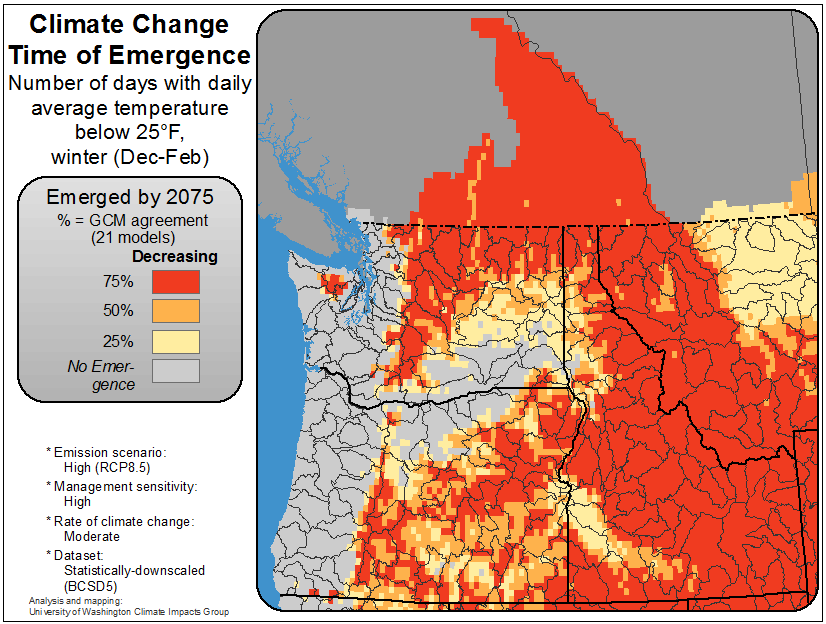 Climate Change
Time of Emergence
Number of days with daily
average temperature
below 25°F,
winter (Dec-Feb)
Emerged by 2075
% = GCM agreement
(21 models)
Decreasing
75%
50%
25%
No Emer-
gence
* Emission scenario:
High (RCP8.5)
* Management sensitivity:
High
* Rate of climate change:
Moderate
* Dataset:
Statistically-downscaled
(BCSD5)
Analysis and mapping:
University of Washington Climate Impacts Group